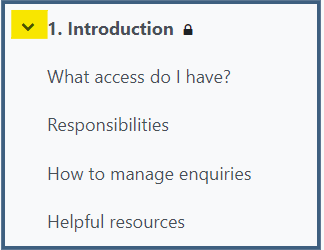 1. Introduction
What access do I have?
Responsibilities
How to manage enquiries
Helpful resources